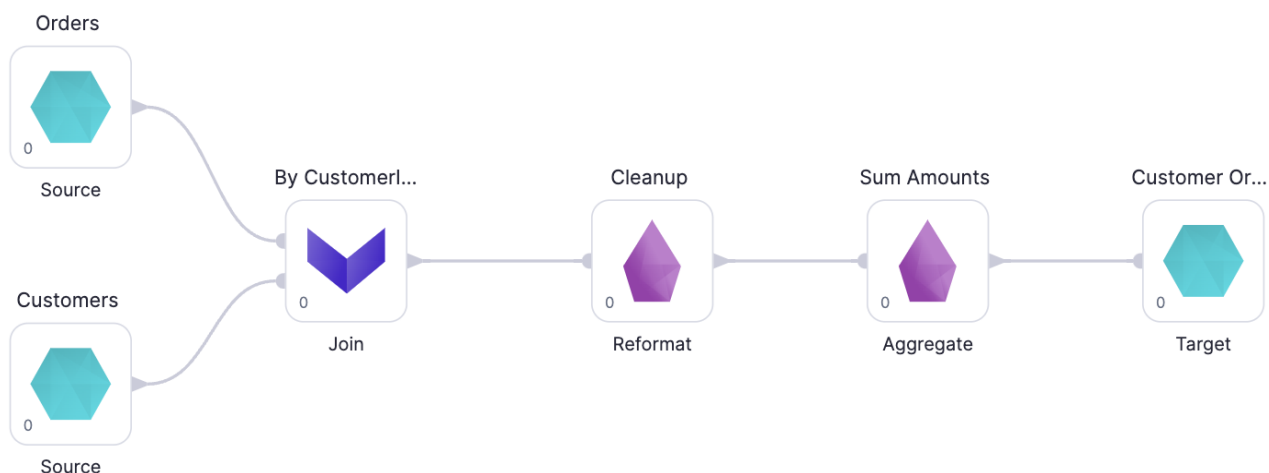 Orders
0
Source
Customers
0
Source
By CustomerI...
0
Join
Cleanup
0
Reformat
Sum Amounts
0
Aggregate
Customer Or...
0
Target